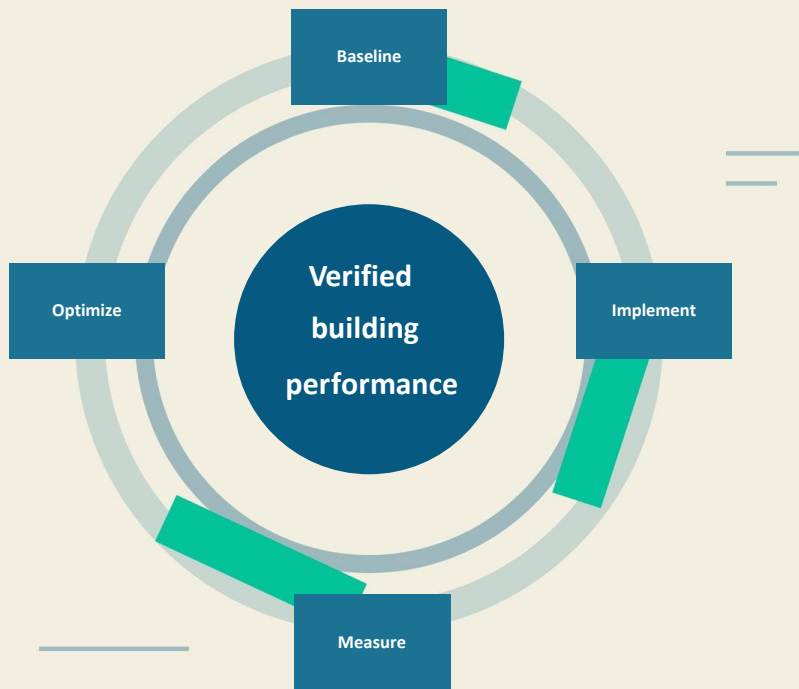 Baseline
Optimize
Verified
building
performance
Implement
Measure